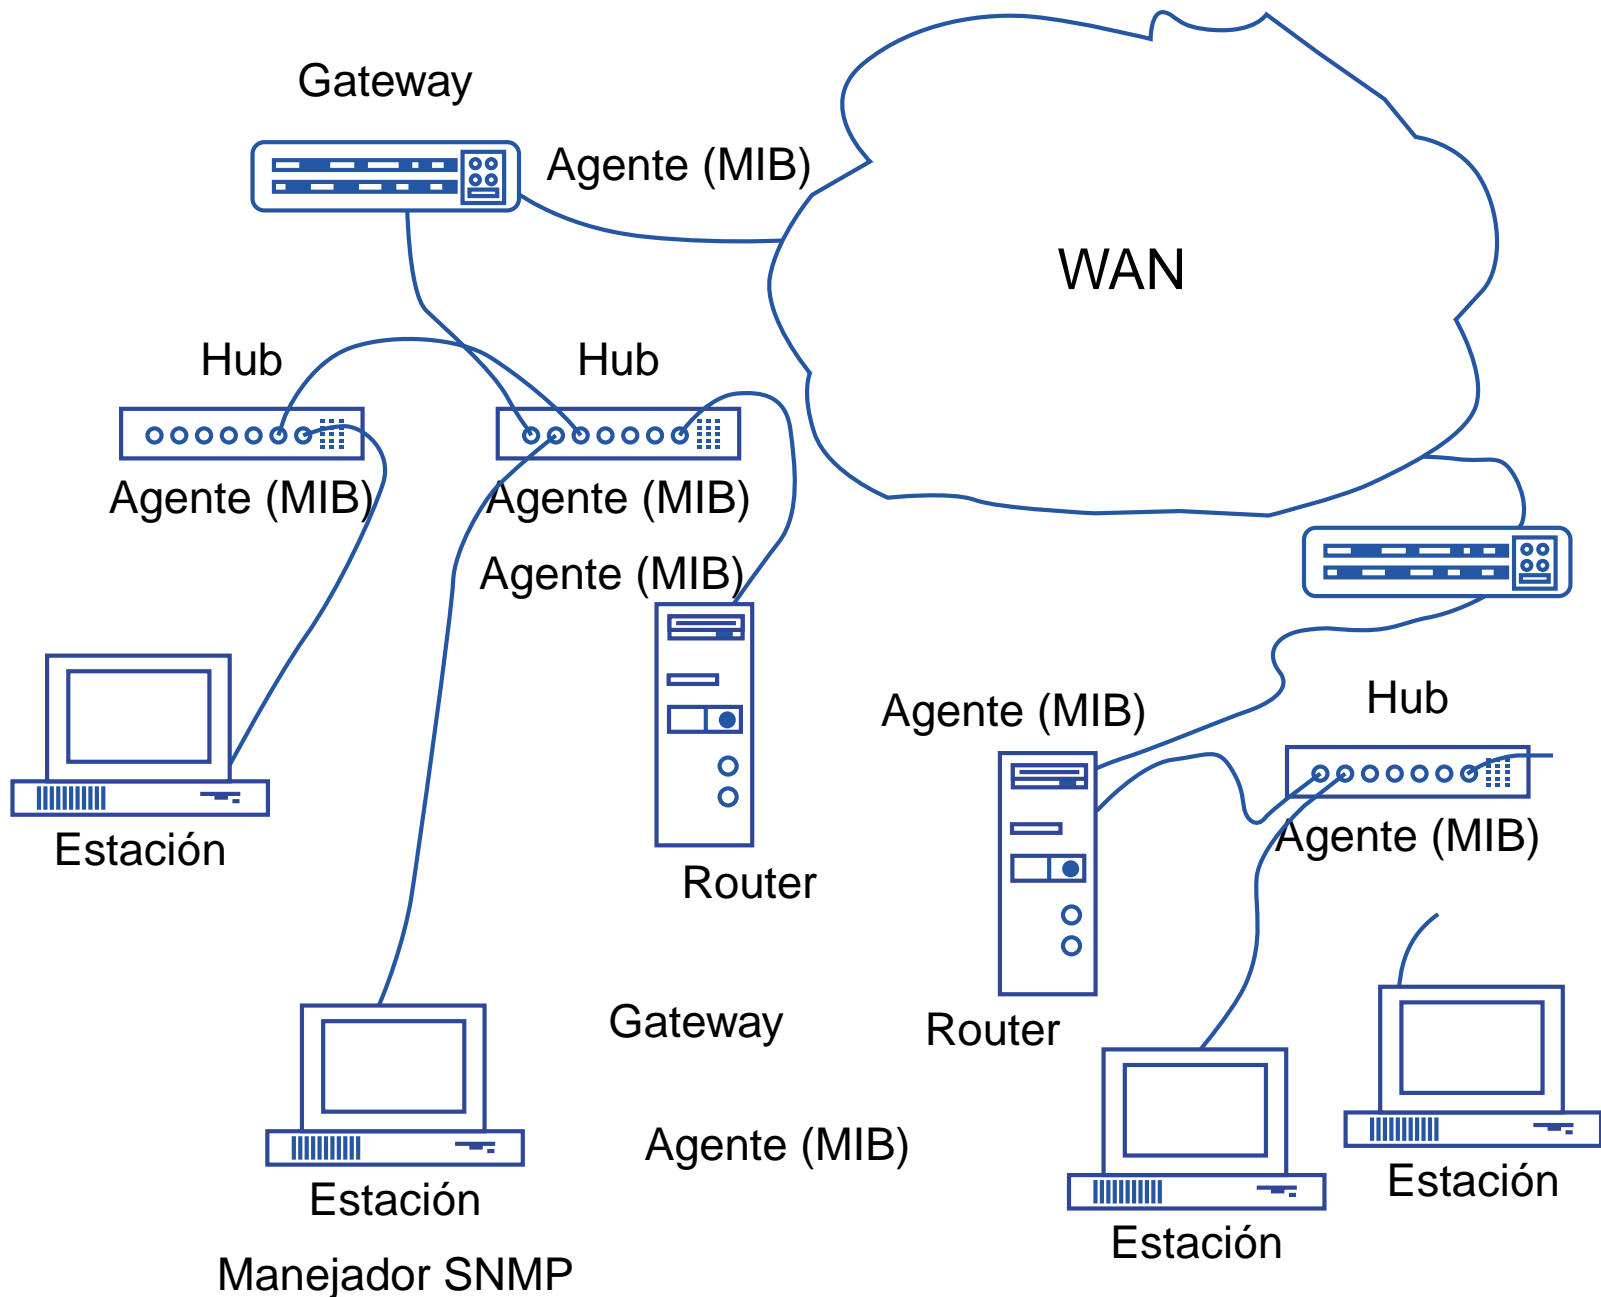 Gateway
Agente (MIB)
WAN
Hub
Hub
Agente (MIB)
Agente (MIB)
Agente (MIB)
Agente (MIB)
Hub
Agente (MIB)
Estación
Router
Gateway
Router
Agente (MIB)
Estación
Estación
Estación
Manejador SNMP